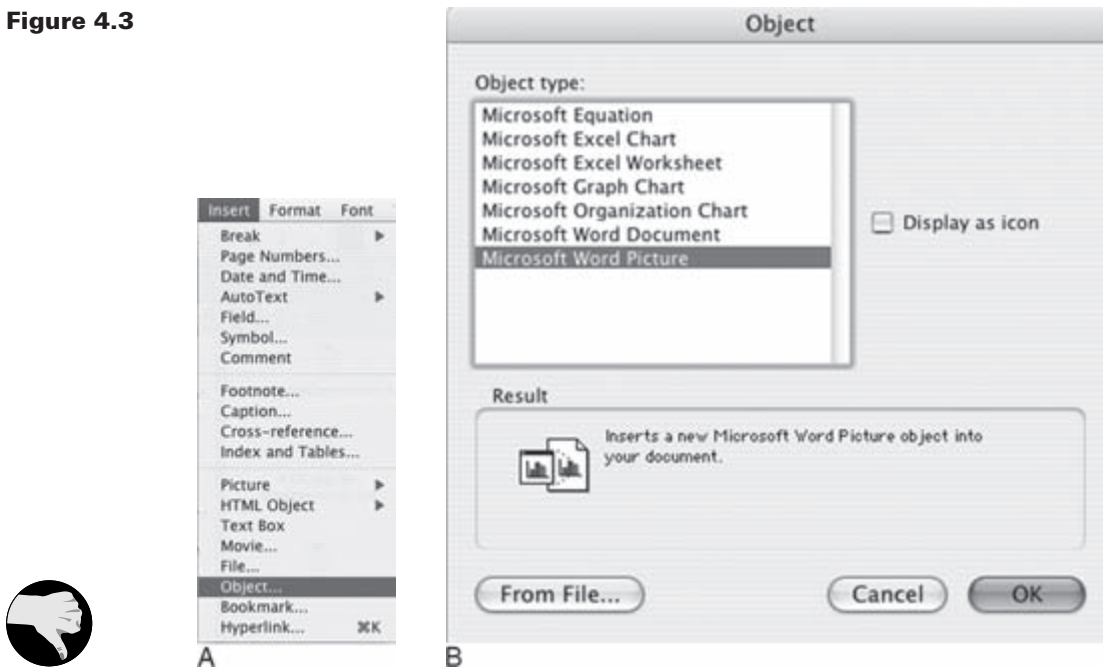 Figure 4.3
Insert Format Font
Break
Page Numbers...
Date and Time...
AutoText
Field...
Symbol...
Comment
Footnote...
Caption...
Cross-reference...
Index and Tables...
Picture
HTML Object
Text Box
Movie...
File...
Object...
Bookmark...
Hyperlink... ⌘K
A
Object
Object type:
Microsoft Equation
Microsoft Excel Chart
Microsoft Excel Worksheet
Microsoft Graph Chart
Microsoft Organization Chart
Microsoft Word Document
Microsoft Word Picture
Display as icon
Result
Inserts a new Microsoft Word Picture object into
your document.
From File... Cancel OK
B